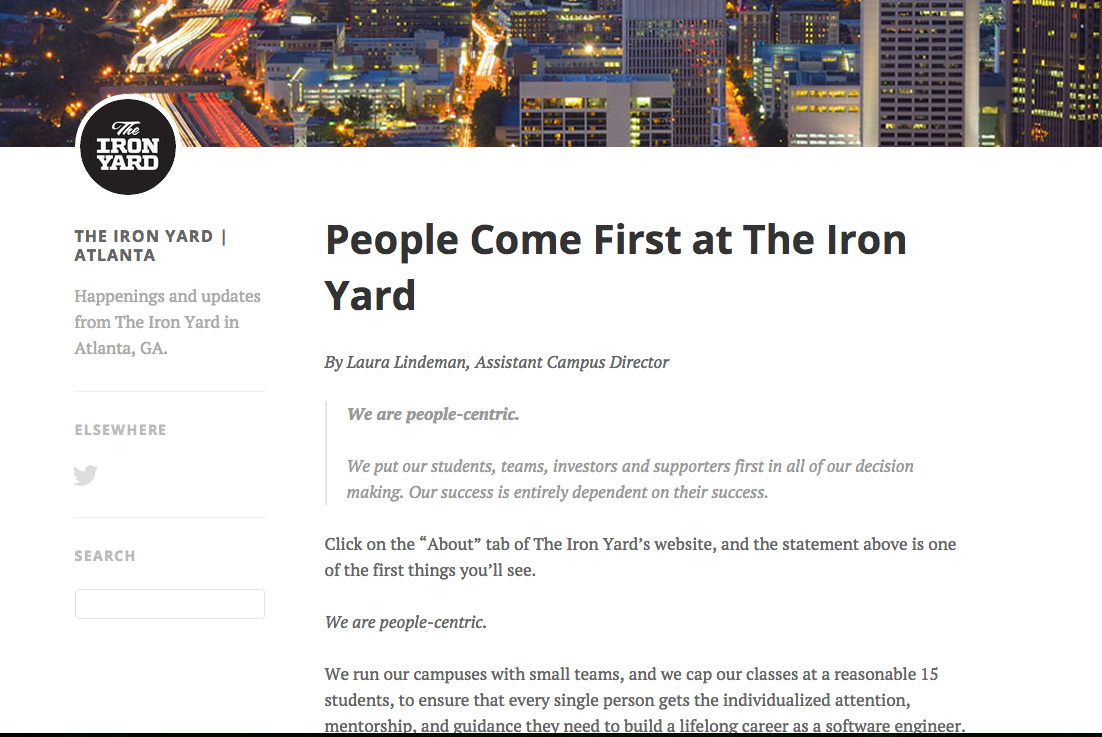 The
IRON
YARD
THE IRON YARD |
ATLANTA
Happenings and updates
from The Iron Yard in
Atlanta, GA.
ELSEWHERE
SEARCH
People Come First at The Iron
Yard
By Laura Lindeman, Assistant Campus Director
We are people-centric.
We put our students, teams, investors and supporters first in all of our decision
making. Our success is entirely dependent on their success.
Click on the “About” tab of The Iron Yard’s website, and the statement above is one
of the first things you’ll see.
We are people-centric.
We run our campuses with small teams, and we cap our classes at a reasonable 15
students, to ensure that every single person gets the individualized attention,
mentorship, and guidance they need to build a lifelong career as a software engineer.